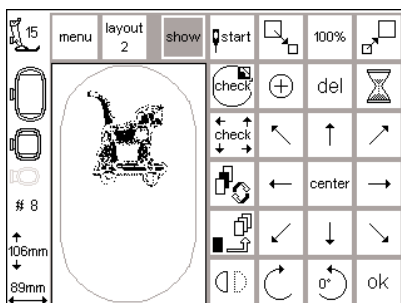 15
menu
layout
2
show
start
100%
check
del
check
center
# 8
106mm
89mm
0°
ok